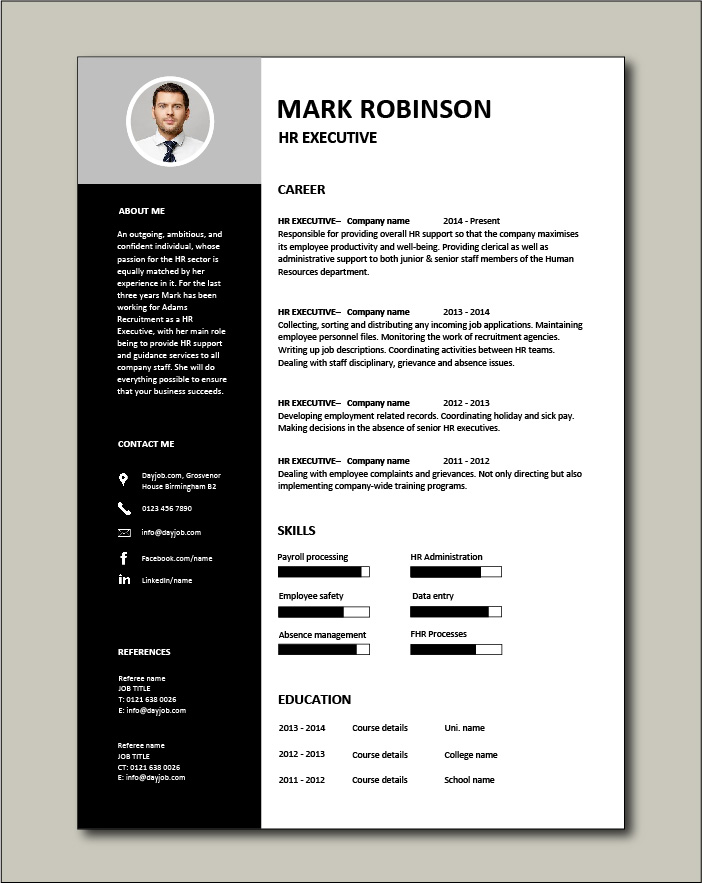 MARK ROBINSON
HR EXECUTIVE
ABOUT ME
An outgoing, ambitious, and
confident individual, whose
passion for the HR sector is
equally matched by her
experience in it. For the last
three years Mark has been
working for Adams
Recruitment as a HR
Executive, with her main role
being to provide HR support
and guidance services to all
company staff. She will do
everything possible to ensure
that your business succeeds.
CONTACT ME
Dayjob.com, Grosvenor
House Birmingham B2
0123 456 7890
info@dayjob.com
Facebook.com/name
LinkedIn/name
REFERENCES
Referee name
JOB TITLE
T: 0121 638 0026
E: info@dayjob.com
Referee name
JOB TITLE
CT: 0121 638 0026
E: info@dayjob.com
CAREER
HR EXECUTIVE– Company name 2014 - Present
Responsible for providing overall HR support so that the company maximises
its employee productivity and well-being. Providing clerical as well as
administrative support to both junior & senior staff members of the Human
Resources department.
HR EXECUTIVE– Company name 2013 - 2014
Collecting, sorting and distributing any incoming job applications. Maintaining
employee personnel files. Monitoring the work of recruitment agencies.
Writing up job descriptions. Coordinating activities between HR teams.
Dealing with staff disciplinary, grievance and absence issues.
HR EXECUTIVE– Company name 2012 - 2013
Developing employment related records. Coordinating holiday and sick pay.
Making decisions in the absence of senior HR executives.
HR EXECUTIVE– Company name 2011 - 2012
Dealing with employee complaints and grievances. Not only directing but also
implementing company-wide training programs.
SKILLS
Payroll processing HR Administration
Employee safety Data entry
Absence management FHR Processes
EDUCATION
2013 - 2014 Course details Uni. name
2012 - 2013 Course details College name
2011 - 2012 Course details School name